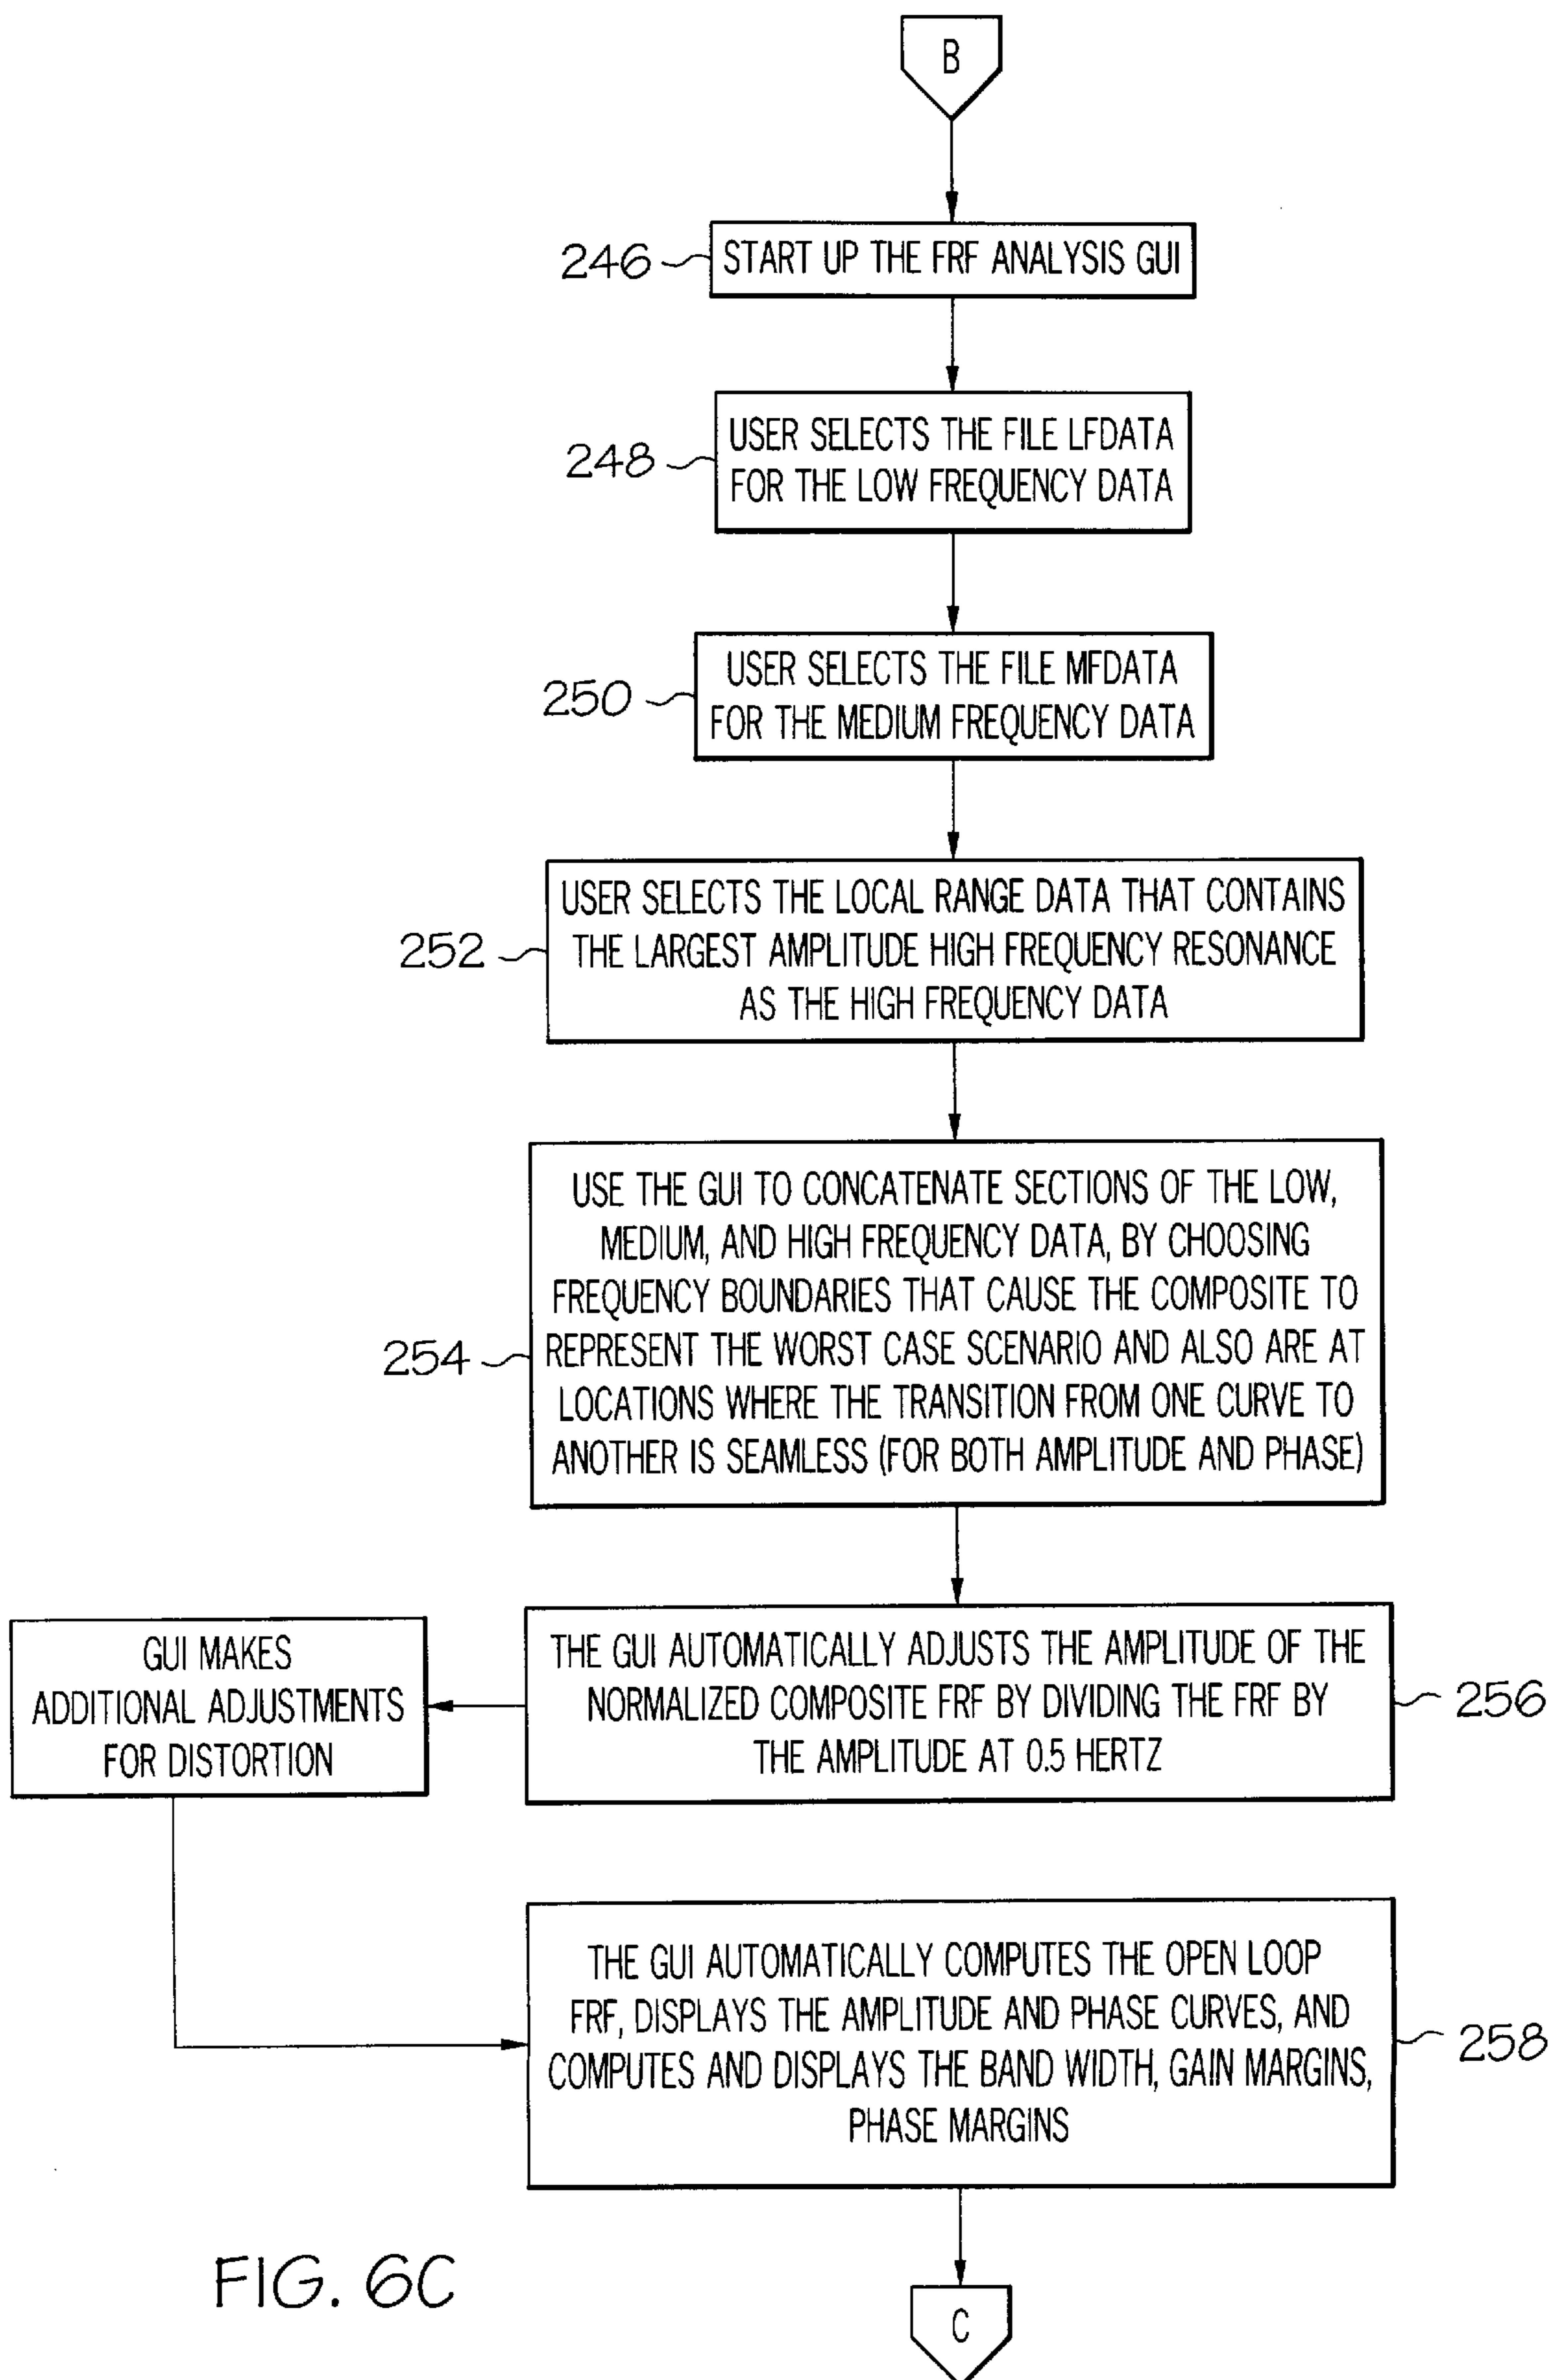 B
246
START UP THE FRF ANALYSIS GUI
248
USER SELECTS THE FILE LFDATA
FOR THE LOW FREQUENCY DATA
250
USER SELECTS THE FILE MFDATA
FOR THE MEDIUM FREQUENCY DATA
252
USER SELECTS THE LOCAL RANGE DATA THAT CONTAINS
THE LARGEST AMPLITUDE HIGH FREQUENCY RESONANCE
AS THE HIGH FREQUENCY DATA
254
USE THE GUI TO CONCATENATE SECTIONS OF THE LOW,
MEDIUM, AND HIGH FREQUENCY DATA, BY CHOOSING
FREQUENCY BOUNDARIES THAT CAUSE THE COMPOSITE TO
REPRESENT THE WORST CASE SCENARIO AND ALSO ARE AT
LOCATIONS WHERE THE TRANSITION FROM ONE CURVE TO
ANOTHER IS SEAMLESS (FOR BOTH AMPLITUDE AND PHASE)
THE GUI AUTOMATICALLY ADJUSTS THE AMPLITUDE OF THE
NORMALIZED COMPOSITE FRF BY DIVIDING THE FRF BY
THE AMPLITUDE AT 0.5 HERTZ
256
GUI MAKES
ADDITIONAL ADJUSTMENTS
FOR DISTORTION
THE GUI AUTOMATICALLY COMPUTES THE OPEN LOOP
FRF, DISPLAYS THE AMPLITUDE AND PHASE CURVES, AND
COMPUTES AND DISPLAYS THE BAND WIDTH, GAIN MARGINS,
PHASE MARGINS
258
FIG. 6C
C